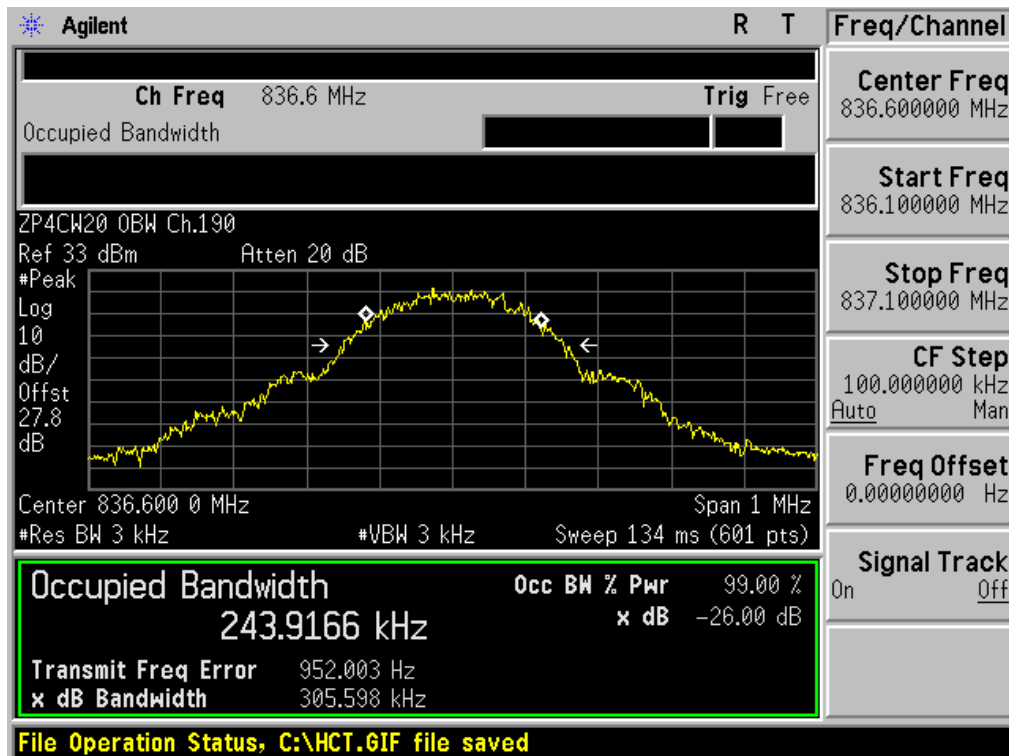 Agilent R T
Ch Freq 836.6 MHz Trig Free
Occupied Bandwidth
ZP4CW20 OBW Ch.190
Ref 33 dBm Atten 20 dB
#Peak
Log
10
dB/
Offst
27.8
dB
Center 836.600 0 MHz Span 1 MHz
#Res BW 3 kHz #VBW 3 kHz Sweep 134 ms (601 pts)
Occupied Bandwidth Occ BW % Pwr 99.00 %
243.9166 kHz x dB -26.00 dB
Transmit Freq Error 952.003 Hz
x dB Bandwidth 305.598 kHz
File Operation Status, C:\HCT.GIF file saved
Freq/Channel
Center Freq
836.600000 MHz
Start Freq
836.100000 MHz
Stop Freq
837.100000 MHz
CF Step
100.000000 kHz
Auto Man
Freq Offset
0.00000000 Hz
Signal Track
On Off